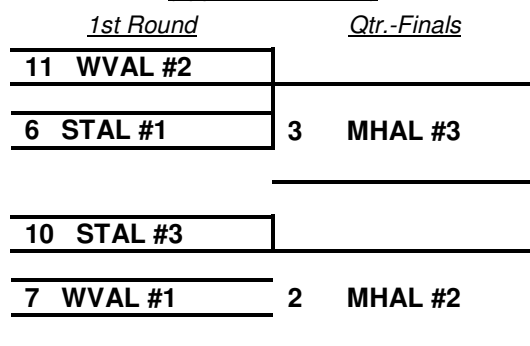 1st Round Qtr.-Finals
11 WVAL #2
6 STAL #1 3 MHAL #3
10 STAL #3
7 WVAL #1 2 MHAL #2